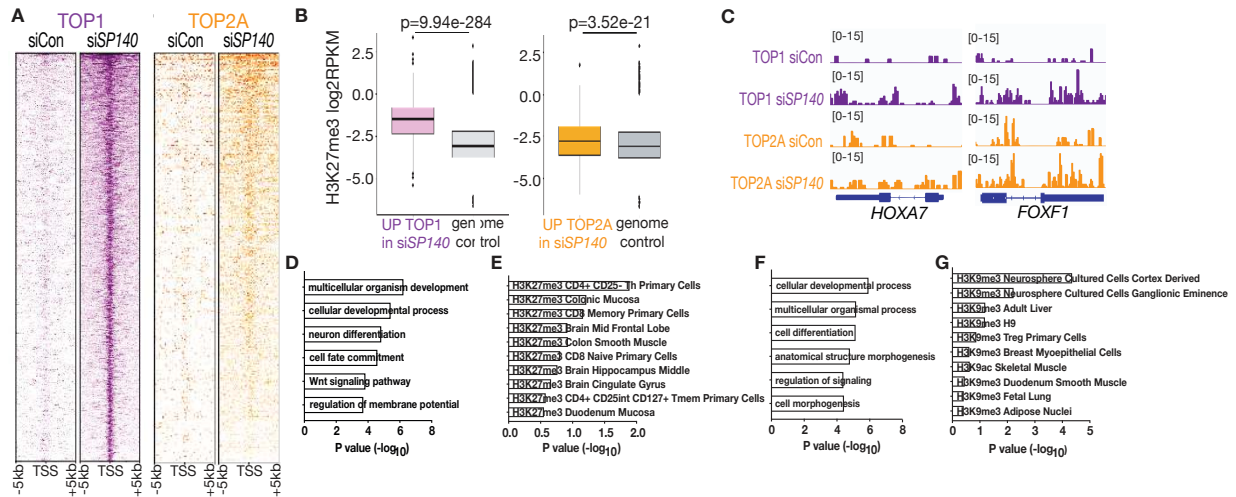 A
TOP1
TOP2A
siCon
siSP140
siCon
siSP140
-5kb
TSS
+5kb
-5kb
TSS
+5kb
-5kb
TSS
+5kb
-5kb
TSS
+5kb
B
p=9.94e-284
p=3.52e-21
H3K27me3 log2RPKM
2.5
0.0
-2.5
-5.0
2.5
0.0
-2.5
-5.0
UP TOP1
in siSP140
genome
control
UP TOP2A
in siSP140
genome
control
C
[0-15]
[0-15]
TOP1 siCon
[0-15]
[0-15]
TOP1 siSP140
[0-15]
[0-15]
TOP2A siCon
[0-15]
[0-15]
TOP2A siSP140
HOXA7
FOXF1
D
multicellular organism development
cellular developmental process
neuron differentiation
cell fate commitment
Wnt signaling pathway
regulation of membrane potential
0
2
4
6
8
P value (-log10)
E
H3K27me3 CD4+ CD25- Th Primary Cells
H3K27me3 Colonic Mucosa
H3K27me3 CD8 Memory Primary Cells
H3K27me3 Brain Mid Frontal Lobe
H3K27me3 Colon Smooth Muscle
H3K27me3 CD8 Naive Primary Cells
H3K27me3 Brain Hippocampus Middle
H3K27me3 Brain Cingulate Gyrus
H3K27me3 CD4+ CD25int CD127+ Tmem Primary Cells
H3K27me3 Duodenum Mucosa
0.0
0.5
1.0
1.5
2.0
P value (-log10)
F
cellular developmental process
multicellular organismal process
cell differentiation
anatomical structure morphogenesis
regulation of signaling
cell morphogenesis
0
2
4
6
8
P value (-log10)
G
H3K9me3 Neurosphere Cultured Cells Cortex Derived
H3K9me3 Neurosphere Cultured Cells Ganglionic Eminence
H3K9me3 Adult Liver
H3K9me3 H9
H3K9me3 Treg Primary Cells
H3K9me3 Breast Myoepithelial Cells
H3K9ac Skeletal Muscle
H3K9me3 Duodenum Smooth Muscle
H3K9me3 Fetal Lung
H3K9me3 Adipose Nuclei
0
1
2
3
4
5
P value (-log10)